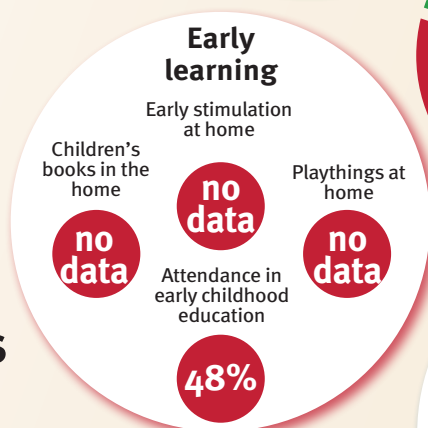 Early
learning
Early stimulation
at home
no
data
Children’s
books in the
home
no
data
Playthings at
home
no
data
Attendance in
early childhood
education
48%
s